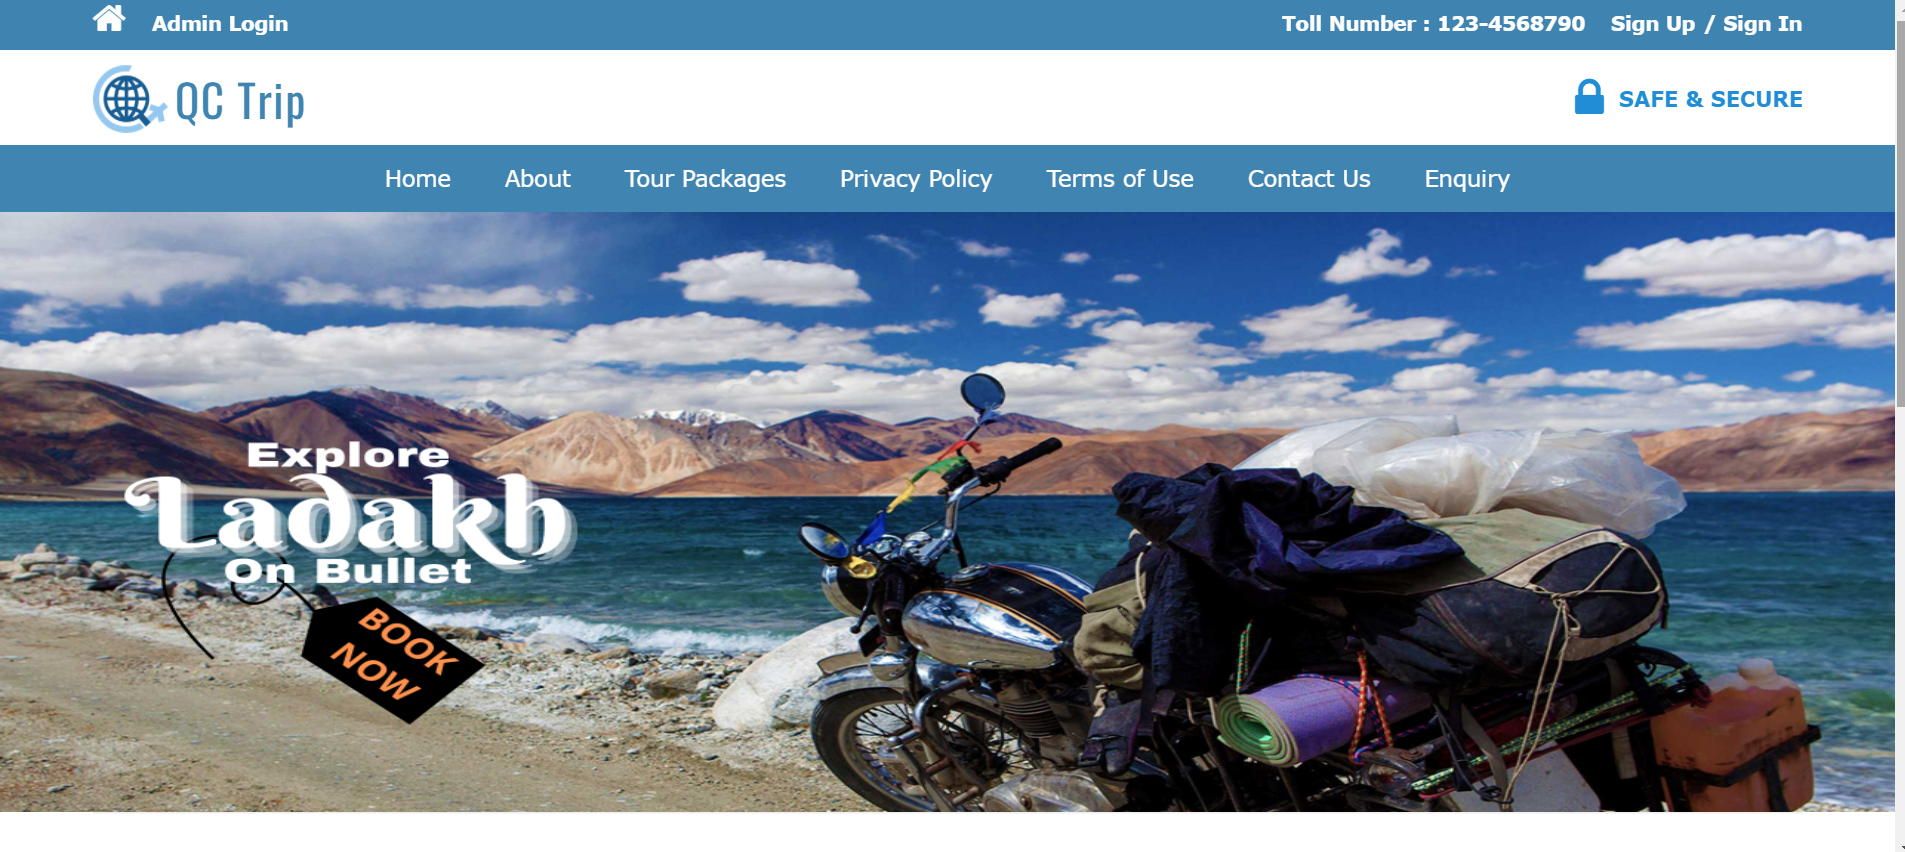 Admin Login Toll Number : 123-4568790 Sign Up / Sign In
QC Trip SAFE & SECURE
Home About Tour Packages Privacy Policy Terms of Use Contact Us Enquiry
Explore
Ladakh
On Bullet
BOOK
NOW